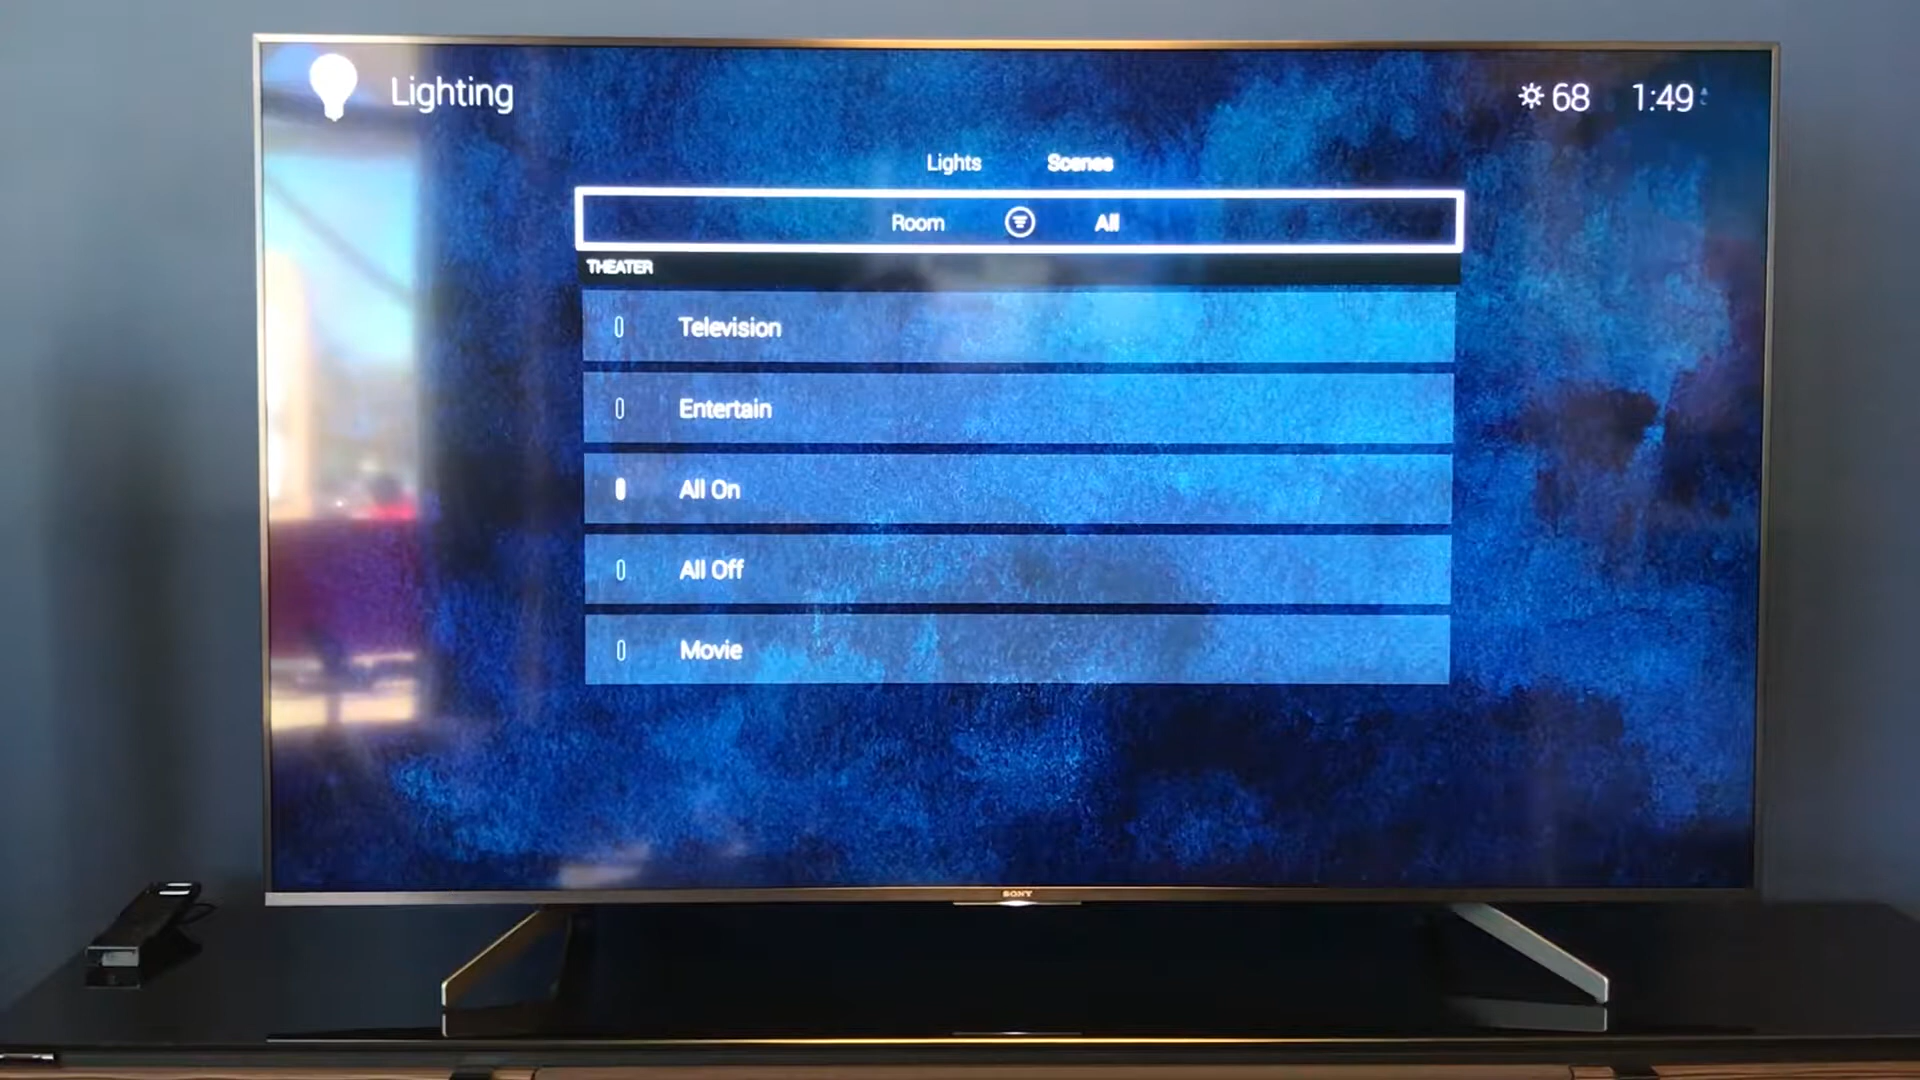 Lighting
68 1:49
Lights Scenes
Room All
THEATER
Television
Entertain
All On
All Off
Movie
SONY